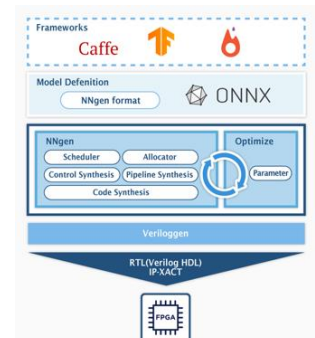 Frameworks
Caffe
Model Defenition
NNgen format
ONNX
NNgen
Optimize
Scheduler
Allocator
Control Synthesis
Pipeline Synthesis
Parameter
Code Synthesis
Veriloggen
RTL(Verilog HDL)
IP-XACT
FPGA